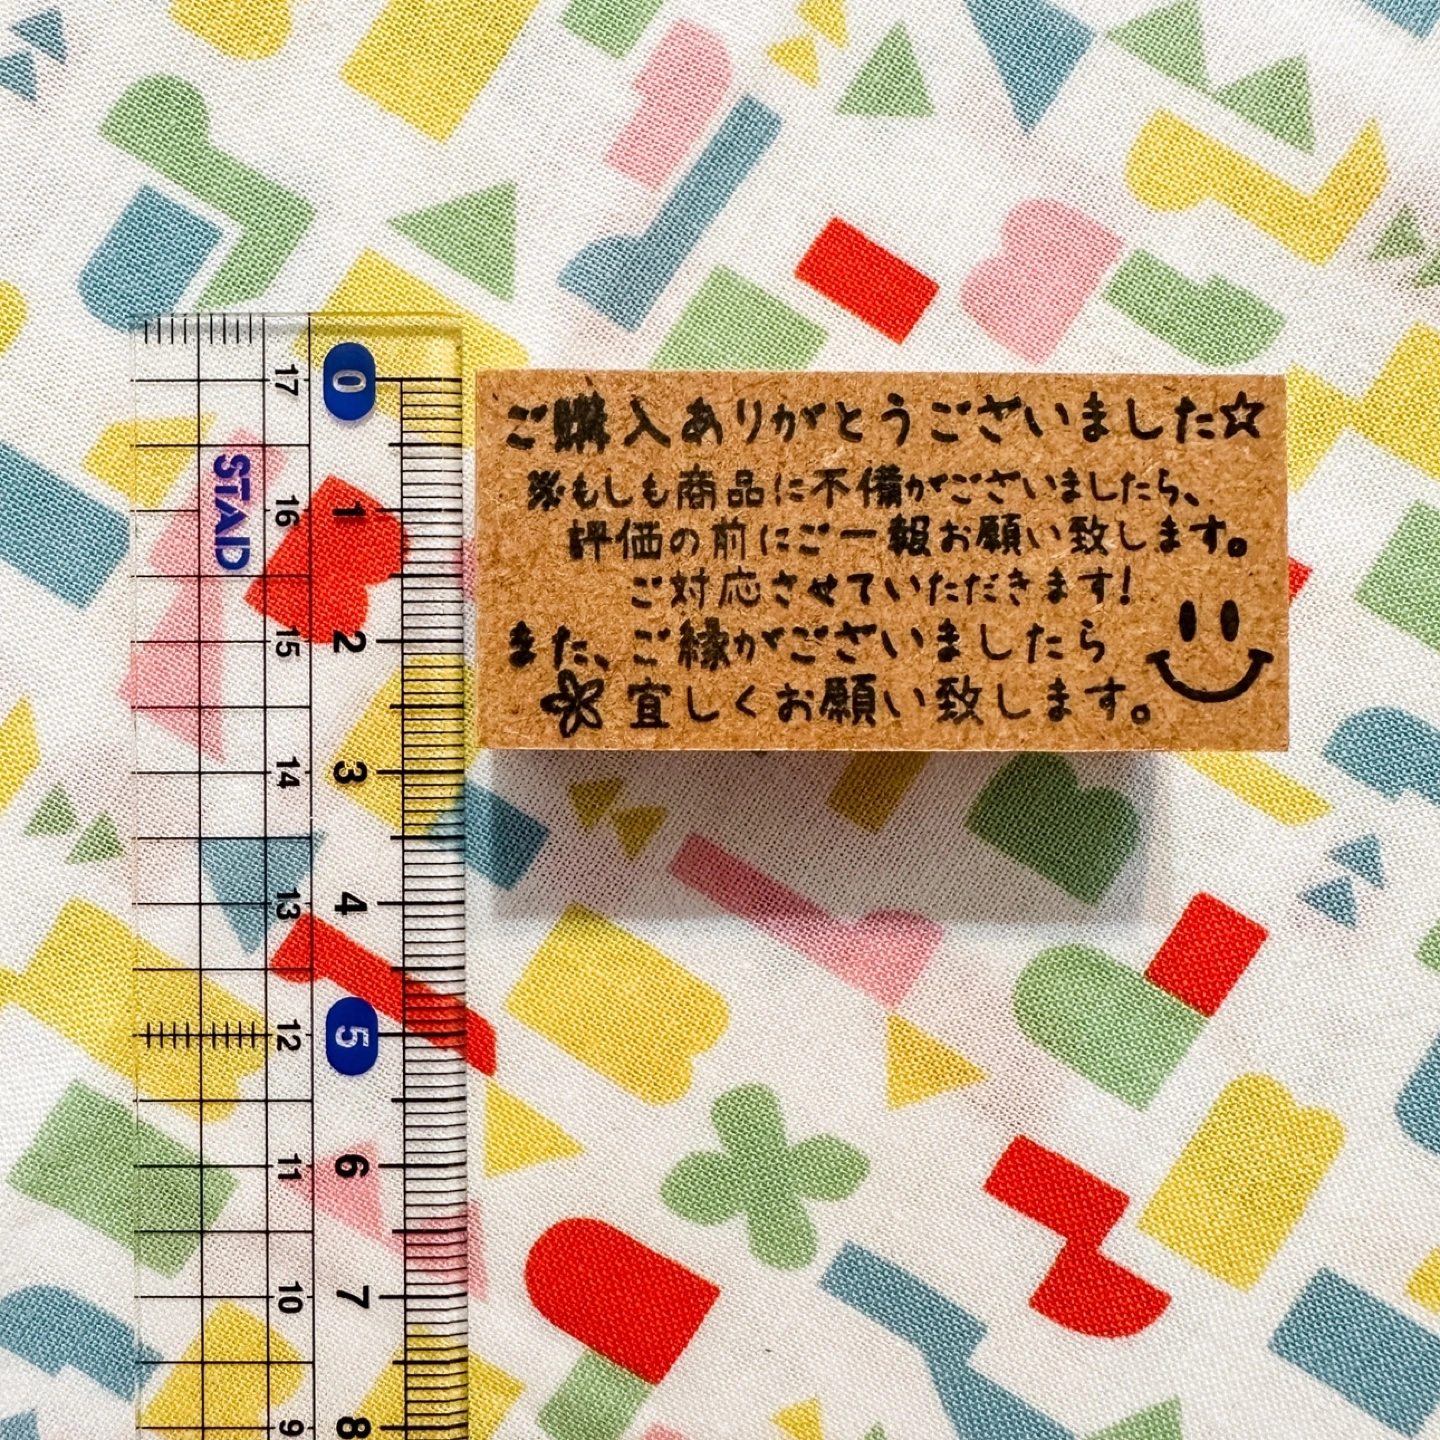 ご購入ありがとうございました☆
※もしも商品に不備がございましたら、
評価の前にご一報お願い致します。
ご対応させていただきます!
また、ご縁がございましたら
宜しくお願い致します。
STAD
0
1
2
3
4
5
6
7
8
17
16
15
14
13
12
11
10
9